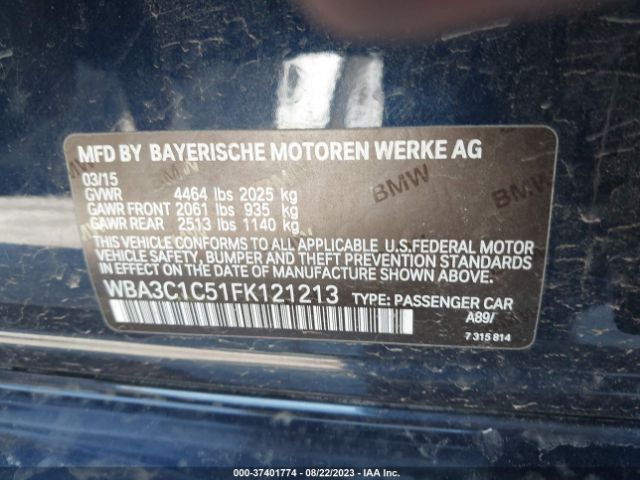 MFD BY BAYERISCHE MOTOREN WERKE AG
03/15
GVWR 4464 lbs 2025 kg
GAWR FRONT 2061 lbs 935 kg
GAWR REAR 2513 lbs 1140 kg
THIS VEHICLE CONFORMS TO ALL APPLICABLE U.S.FEDERAL MOTOR
VEHICLE SAFETY, BUMPER AND THEFT PREVENTION STANDARDS
IN EFFECT ON THE DATE OF MANUFACTURE SHOWN ABOVE.
WBA3C1C51FK121213 TYPE: PASSENGER CAR
A89/
7 315 814
BMW
BMW
BMW
000-37401774 - 08/22/2023 - IAA Inc.